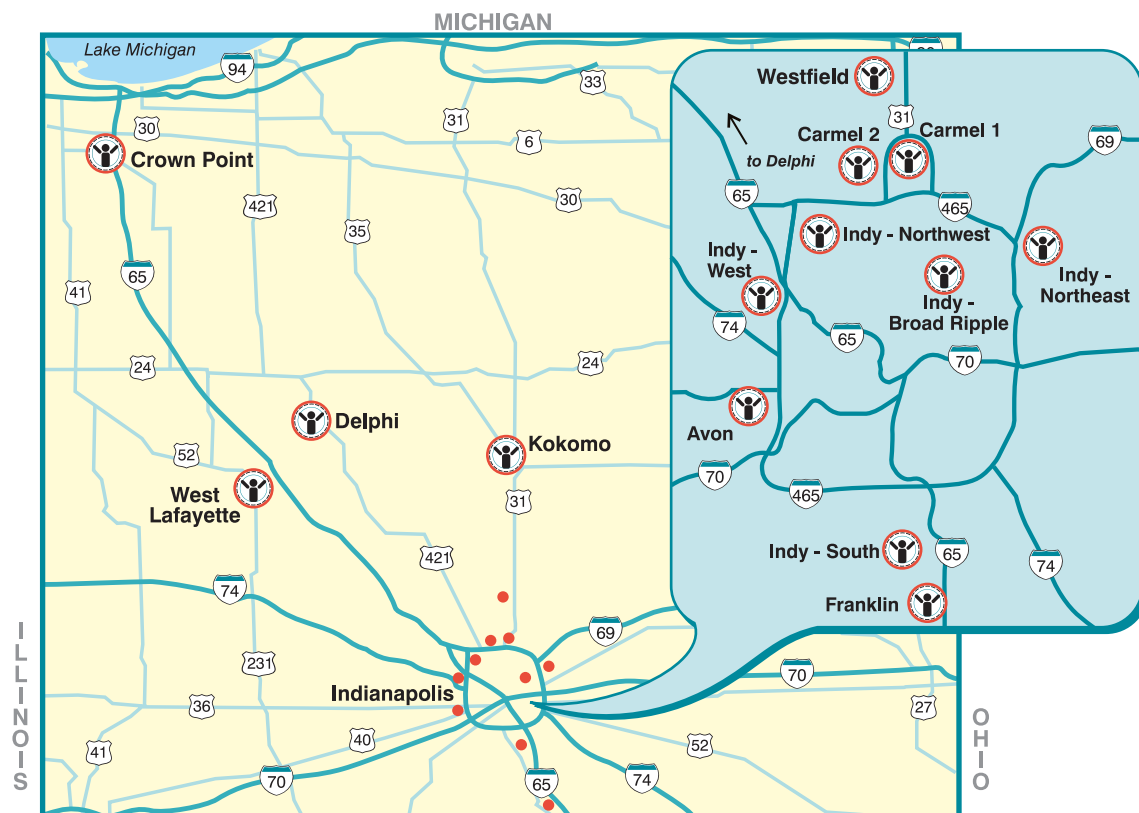 MICHIGAN
Lake Michigan
94
33
31
6
30
Crown Point
30
421
35
65
41
24
24
Delphi
Kokomo
52
West
Lafayette
31
421
74
69
231
Indianapolis
70
36
27
40
52
41
70
65
74
ILLINOIS
OHIO
Westfield
31
Carmel 2
Carmel 1
to Delphi
69
65
465
Indy - Northwest
Indy -
West
Indy -
Northeast
Indy -
Broad Ripple
74
65
70
Avon
70
465
Indy - South
65
74
Franklin